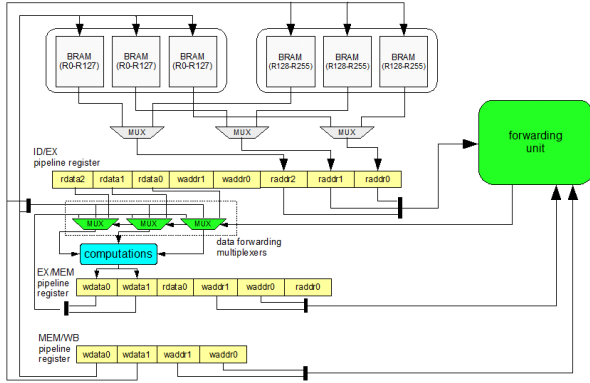 BRAM BRAM BRAM BRAM BRAM BRAM
(R0-R127) (R0-R127) (R0-R127) (R128-R255) (R128-R255) (R128-R255)
MUX MUX MUX
ID/EX
pipeline register
forwarding
unit
rdata2 rdata1 rdata0 waddr1 waddr0 raddr2 raddr1 raddr0
MUX MUX MUX
data forwarding
multiplexers
computations
EX/MEM
pipeline
register
wdata0 wdata1 rdata0 waddr1 wdata0 raddr0
MEM/WB
pipeline
register
wdata0 wdata1 waddr1 waddr0